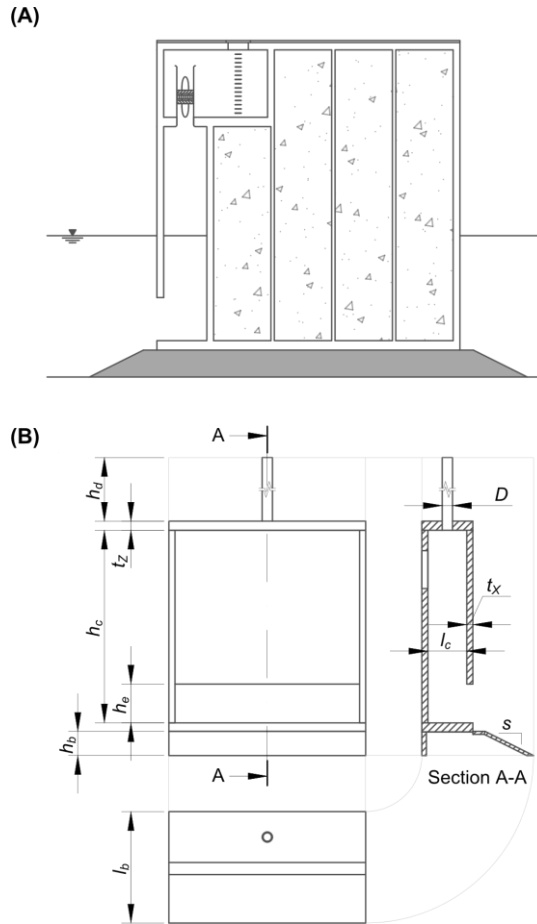 (A)
(B)
A
h_d
D
t_Z
t_X
h_c
l_c
h_e
h_b
s
A
Section A-A
l_b